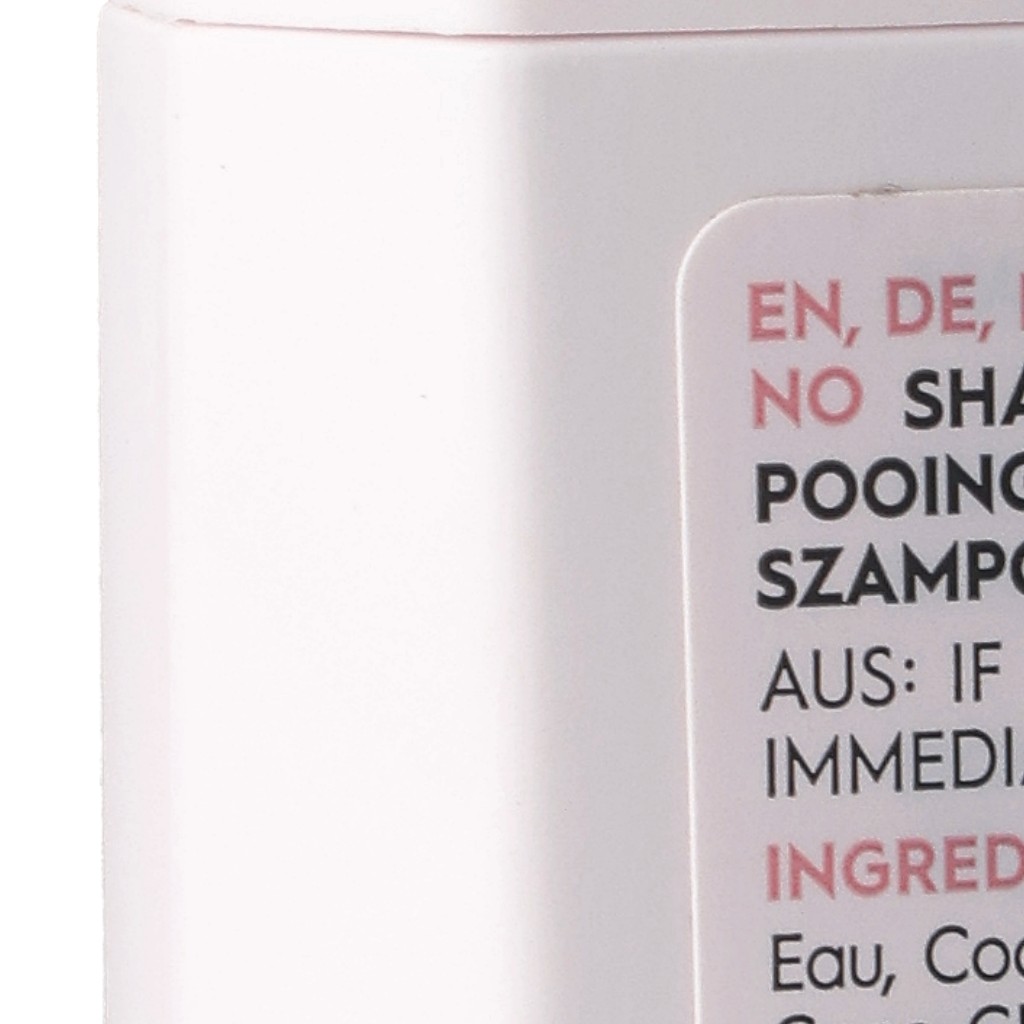 EN, DE,
NO SHA
POOING
SZAMPO
AUS: IF
IMMEDIA
INGRED
Eau, Coc